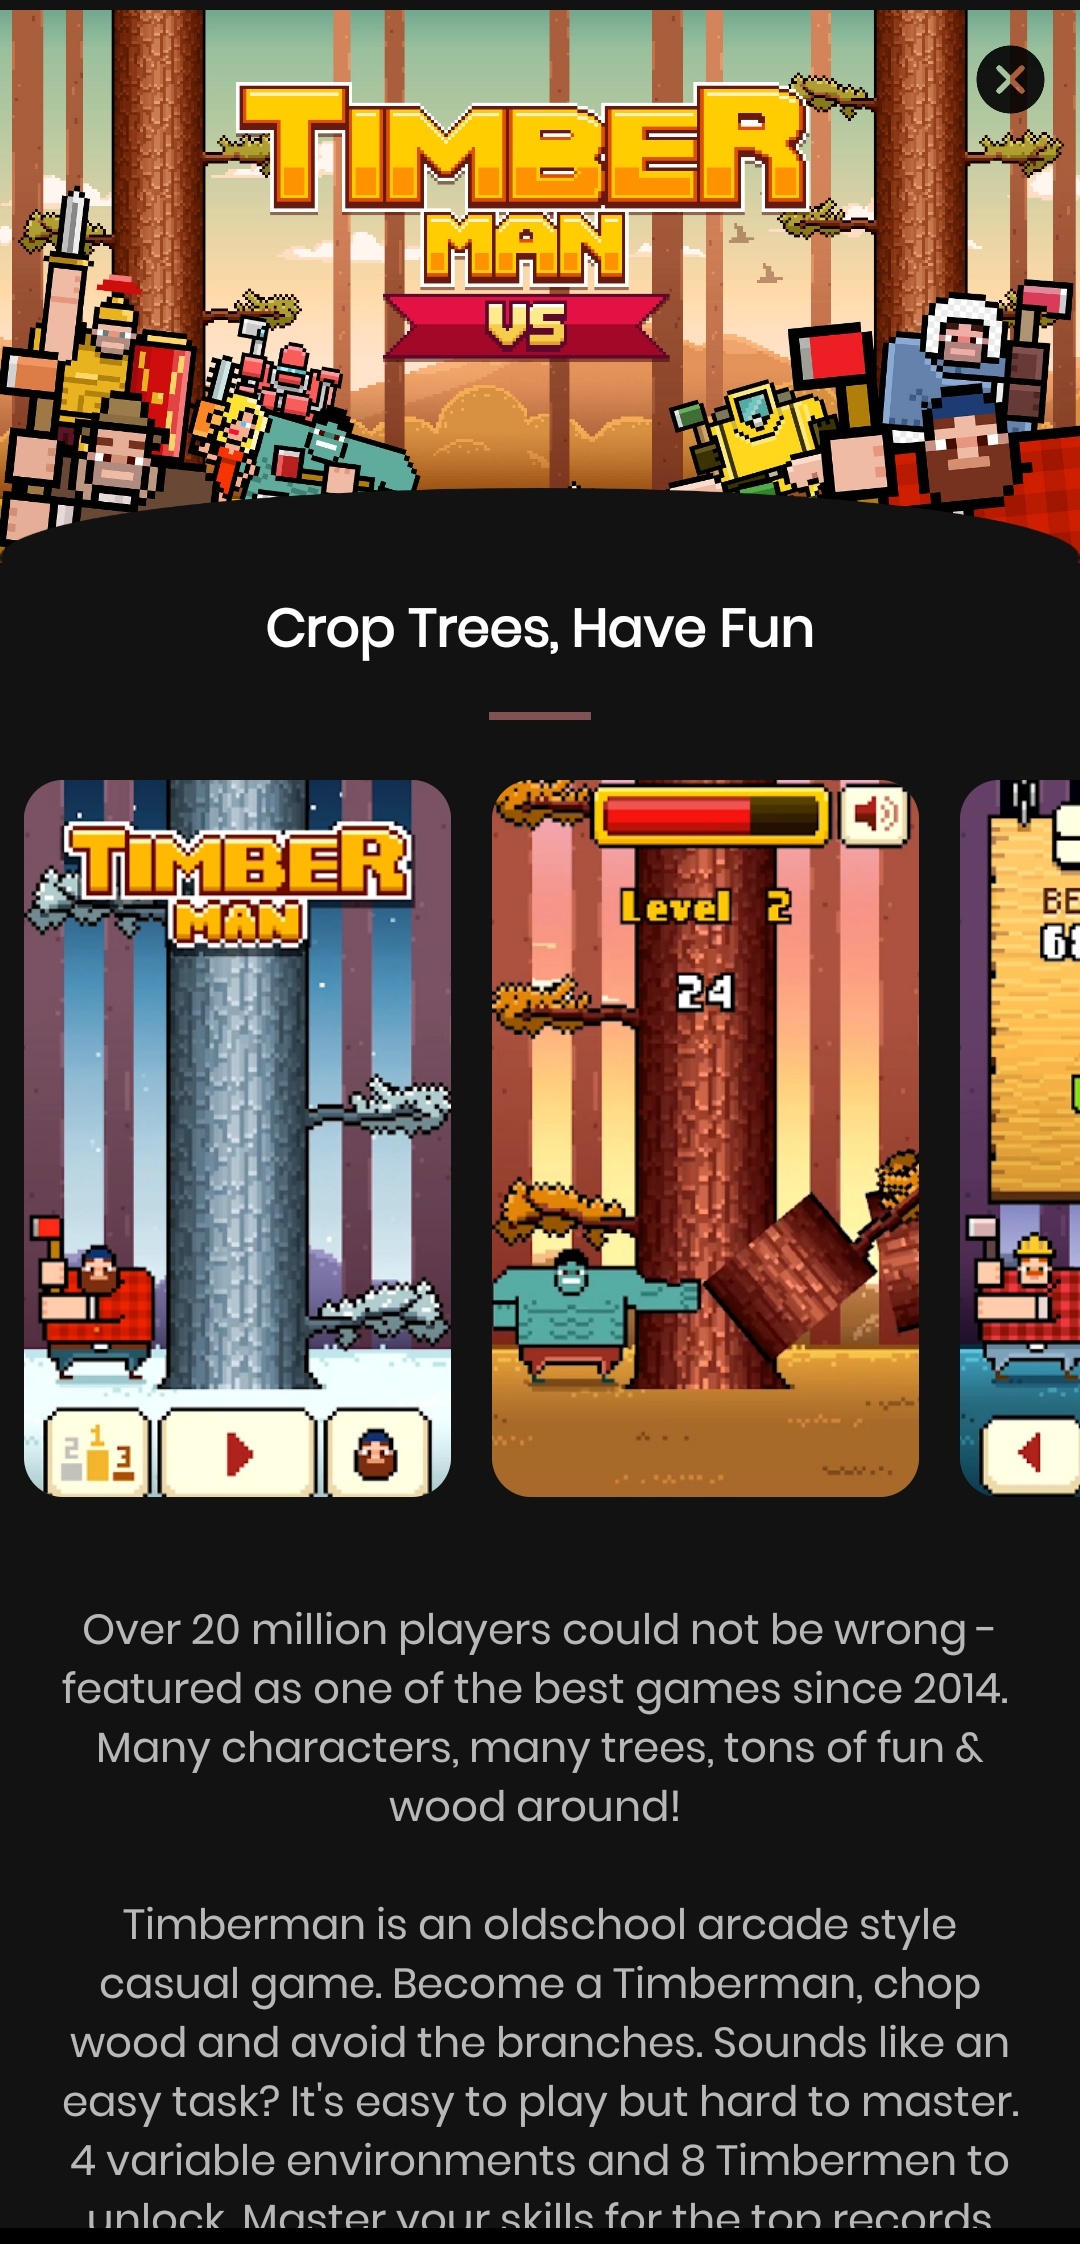 TIMBER
MAN
VS
Crop Trees, Have Fun
TIMBER
MAN
2 1 3
Level 2
24
Over 20 million players could not be wrong -
featured as one of the best games since 2014.
Many characters, many trees, tons of fun &
wood around!
Timberman is an oldschool arcade style
casual game. Become a Timberman, chop
wood and avoid the branches. Sounds like an
easy task? It's easy to play but hard to master.
4 variable environments and 8 Timbermen to
unlock. Master your skills for the top records